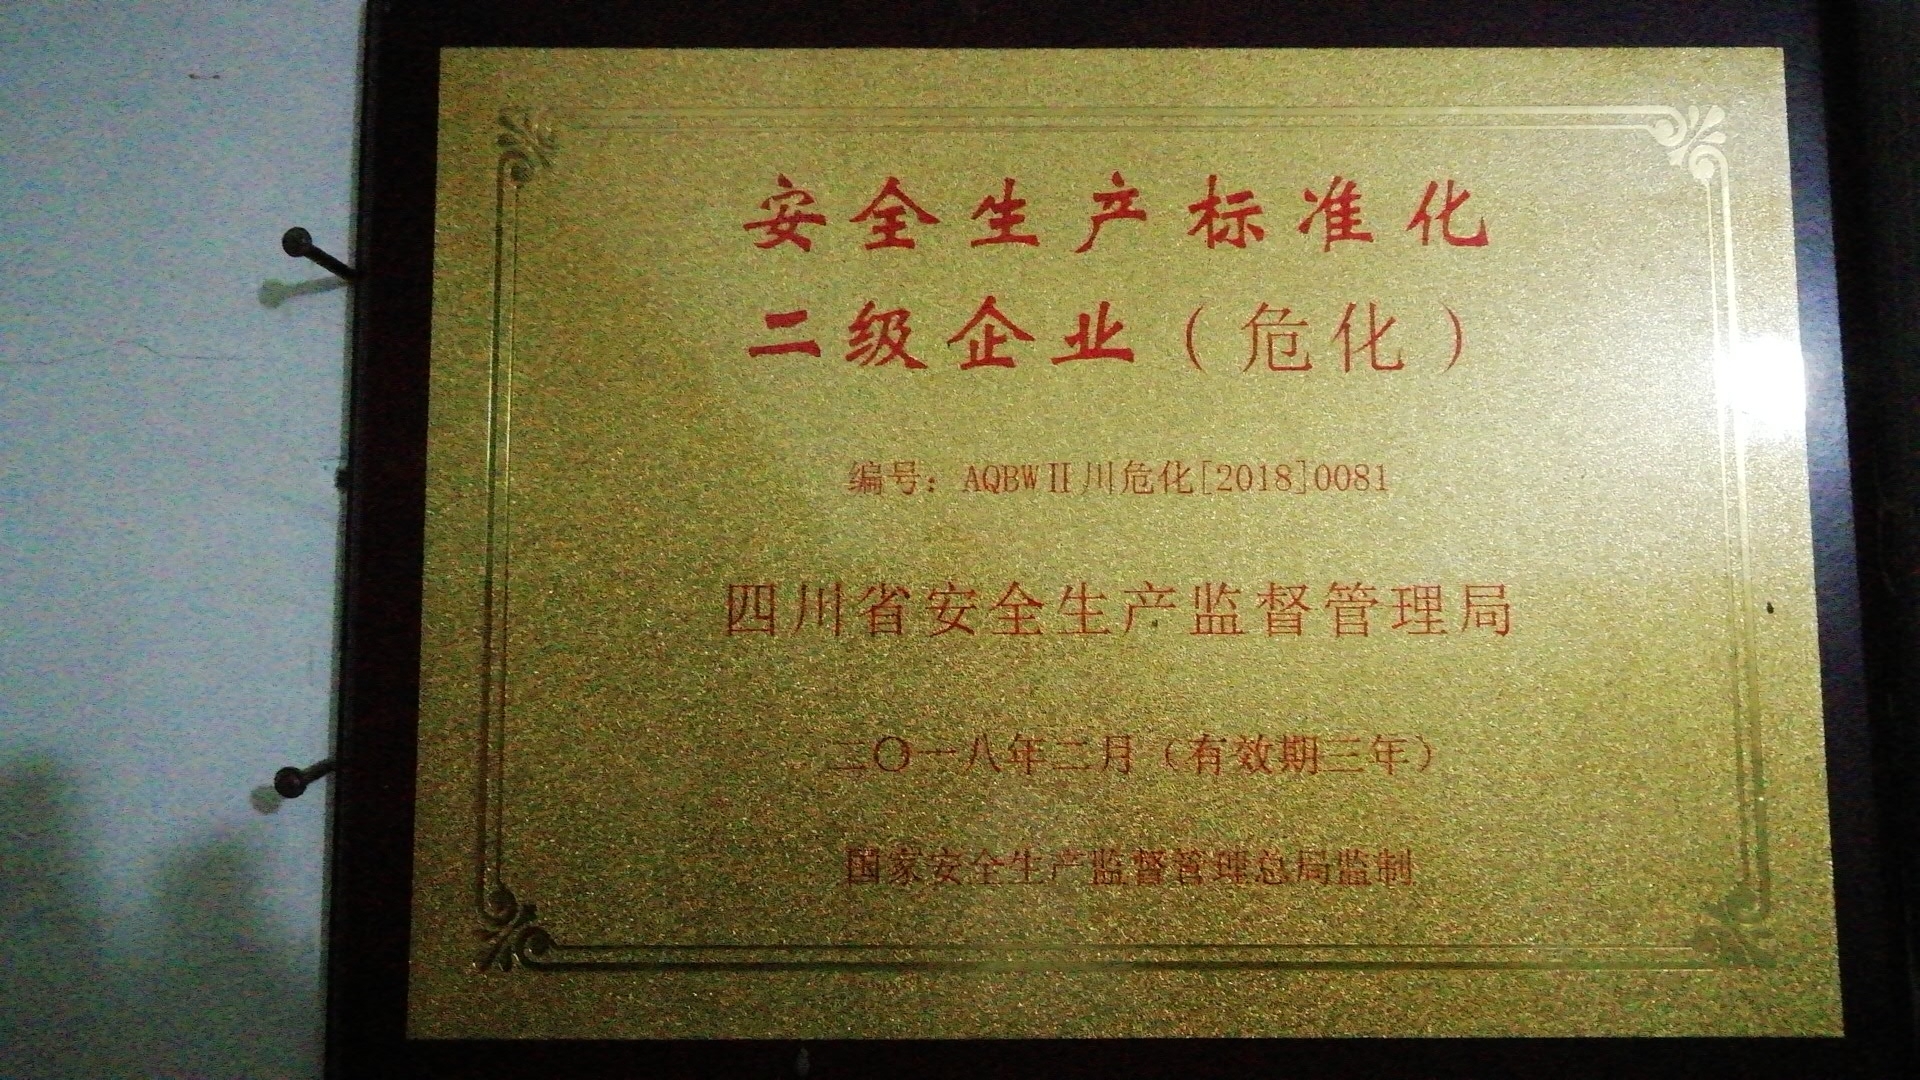 安全生产标准化
二级企业（危化）
编号：AQBWⅡ川危化[2018]0081
四川省安全生产监督管理局
二〇一八年二月（有效期三年）
国家安全生产监督管理总局监制